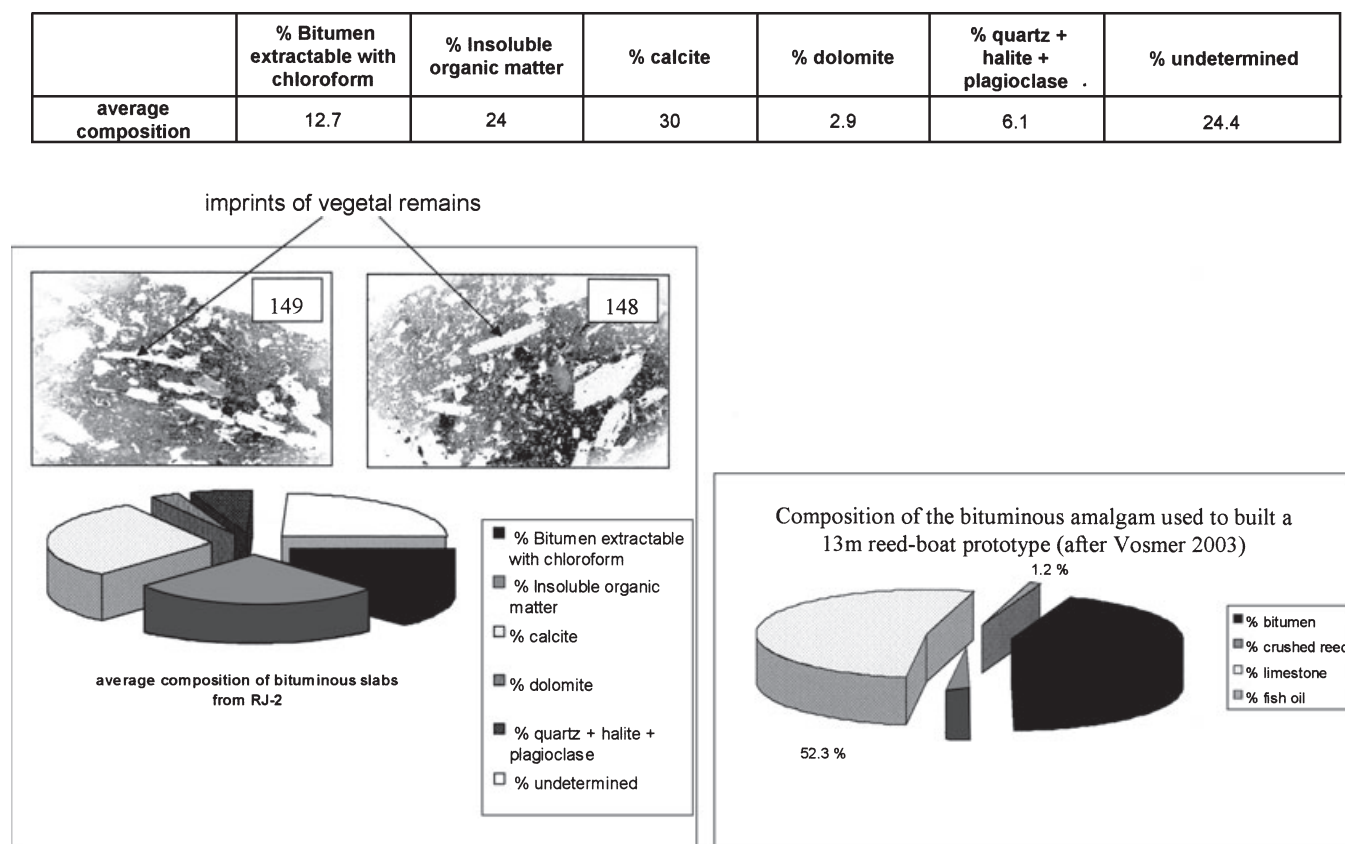 % Bitumen
extractable with
chloroform
% Insoluble
organic matter
% calcite
% dolomite
% quartz +
halite +
plagioclase .
% undetermined
average
composition
12.7
24
30
2.9
6.1
24.4
imprints of vegetal remains
149
148
% Bitumen extractable
with chloroform
% Insoluble organic
matter
% calcite
% dolomite
% quartz + halite +
plagioclase
% undetermined
average composition of bituminous slabs
from RJ-2
Composition of the bituminous amalgam used to built a
13m reed-boat prototype (after Vosmer 2003)
1.2 %
52.3 %
% bitumen
% crushed reed
% limestone
% fish oil